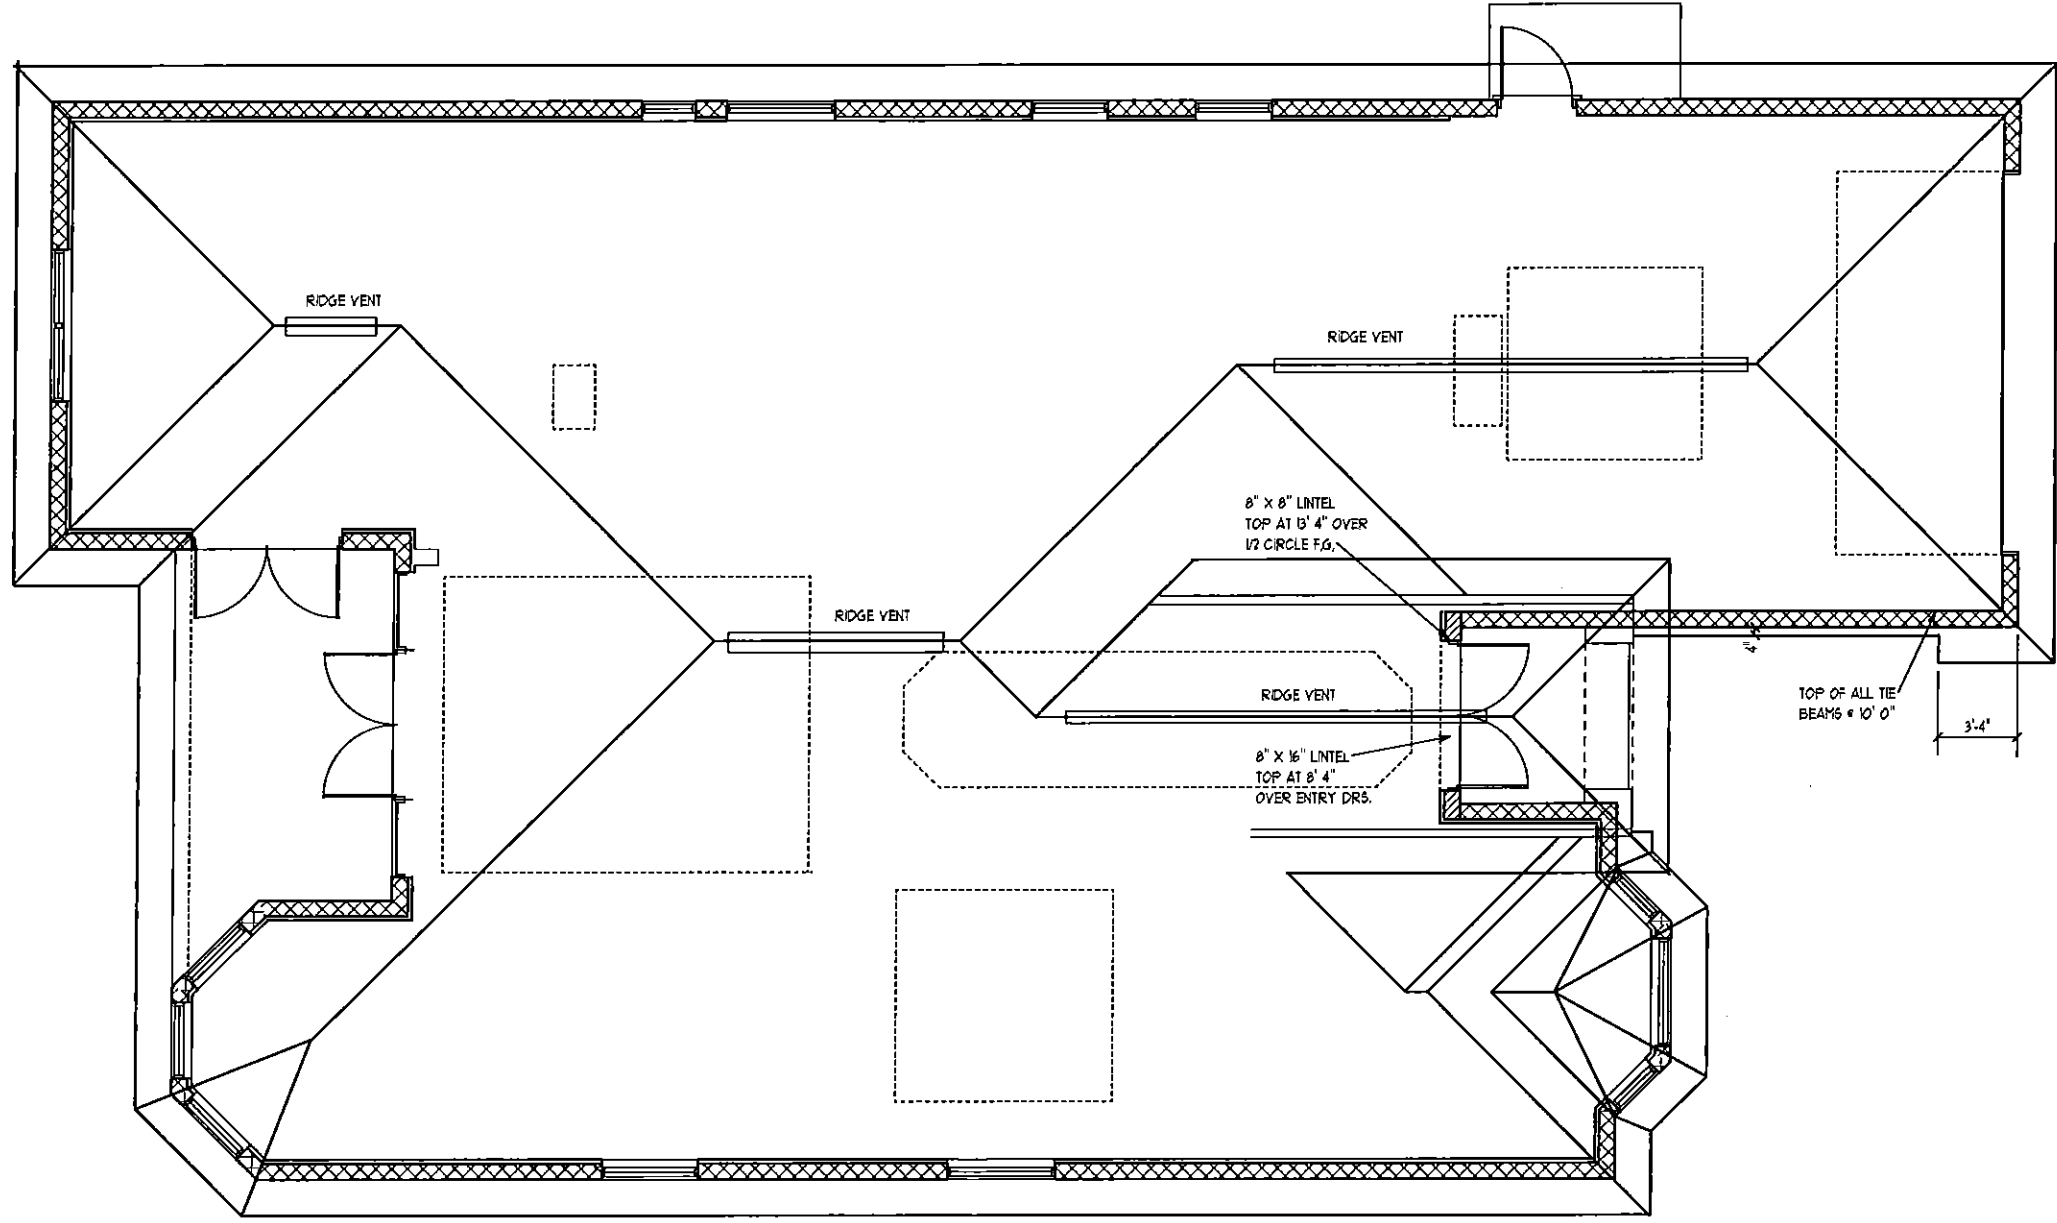 RIDGE VENT
RIDGE VENT
8" X 8" LINTEL
TOP AT 13' 4" OVER
1/2 CIRCLE F.G.
RIDGE VENT
4"
RIDGE VENT
TOP OF ALL TIE
BEAMS @ 10' 0"
3'-4"
8" X 16" LINTEL
TOP AT 8' 4"
OVER ENTRY DRS.